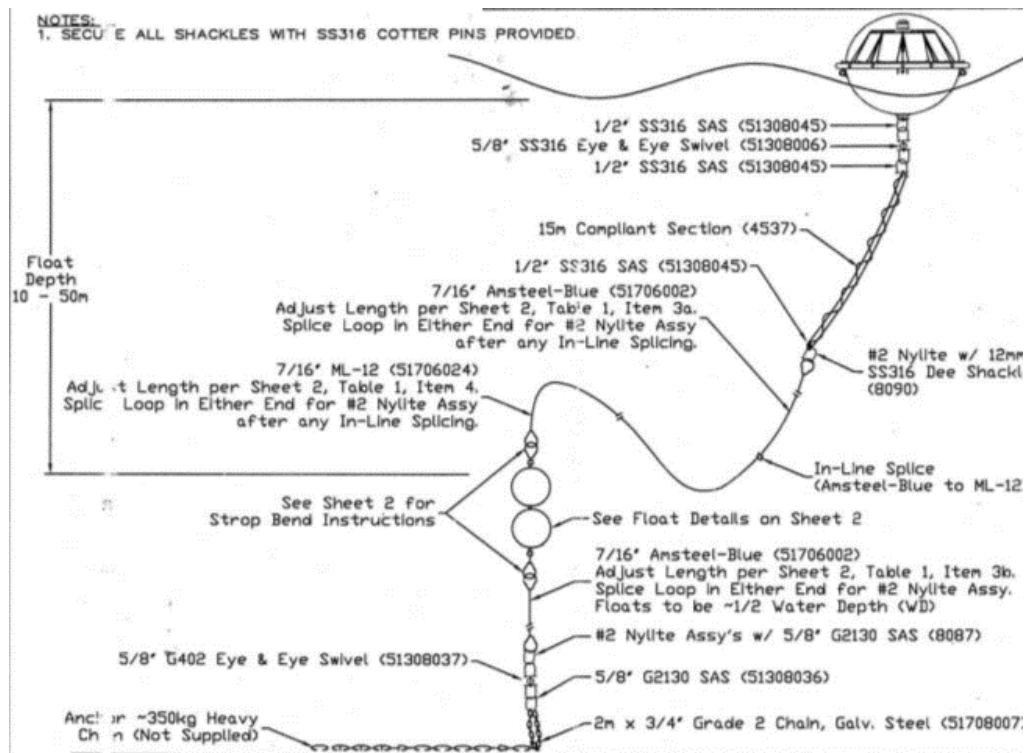 NOTES:
1. SECU E ALL SHACKLES WITH SS316 COTTER PINS PROVIDED.
1/2" SS316 SAS (51308045)
5/8" SS316 Eye & Eye Swivel (51308006)
1/2" SS316 SAS (51308045)
15m Compliant Section (4537)
1/2" SS316 SAS (51308045)
7/16" Amsteel-Blue (51706002)
Adjust Length per Sheet 2, Table 1, Item 3a.
Splice Loop in Either End for #2 Nylite Assy
after any In-Line Splicing.
Float
Depth
10 - 50m
#2 Nylite w/ 12mm
SS316 Dee Shackl
(8090)
7/16" ML-12 (51706024)
Adj t Length per Sheet 2, Table 1, Item 4.
Splic Loop in Either End for #2 Nylite Assy
after any In-Line Splicing.
In-Line Splice
(Amsteel-Blue to ML-12
See Sheet 2 for
Strop Bend Instructions
See Float Details on Sheet 2
7/16" Amsteel-Blue (51706002)
Adjust Length per Sheet 2, Table 1, Item 3b.
Splice Loop in Either End for #2 Nylite Assy.
Floats to be ~1/2 Water Depth (WD)
#2 Nylite Assy's w/ 5/8" G2130 SAS (8087)
5/8" G402 Eye & Eye Swivel (51308037)
5/8" G2130 SAS (51308036)
Anc or ~350kg Heavy
Ch n (Not Supplied)
2m x 3/4" Grade 2 Chain, Galv. Steel (51708007)